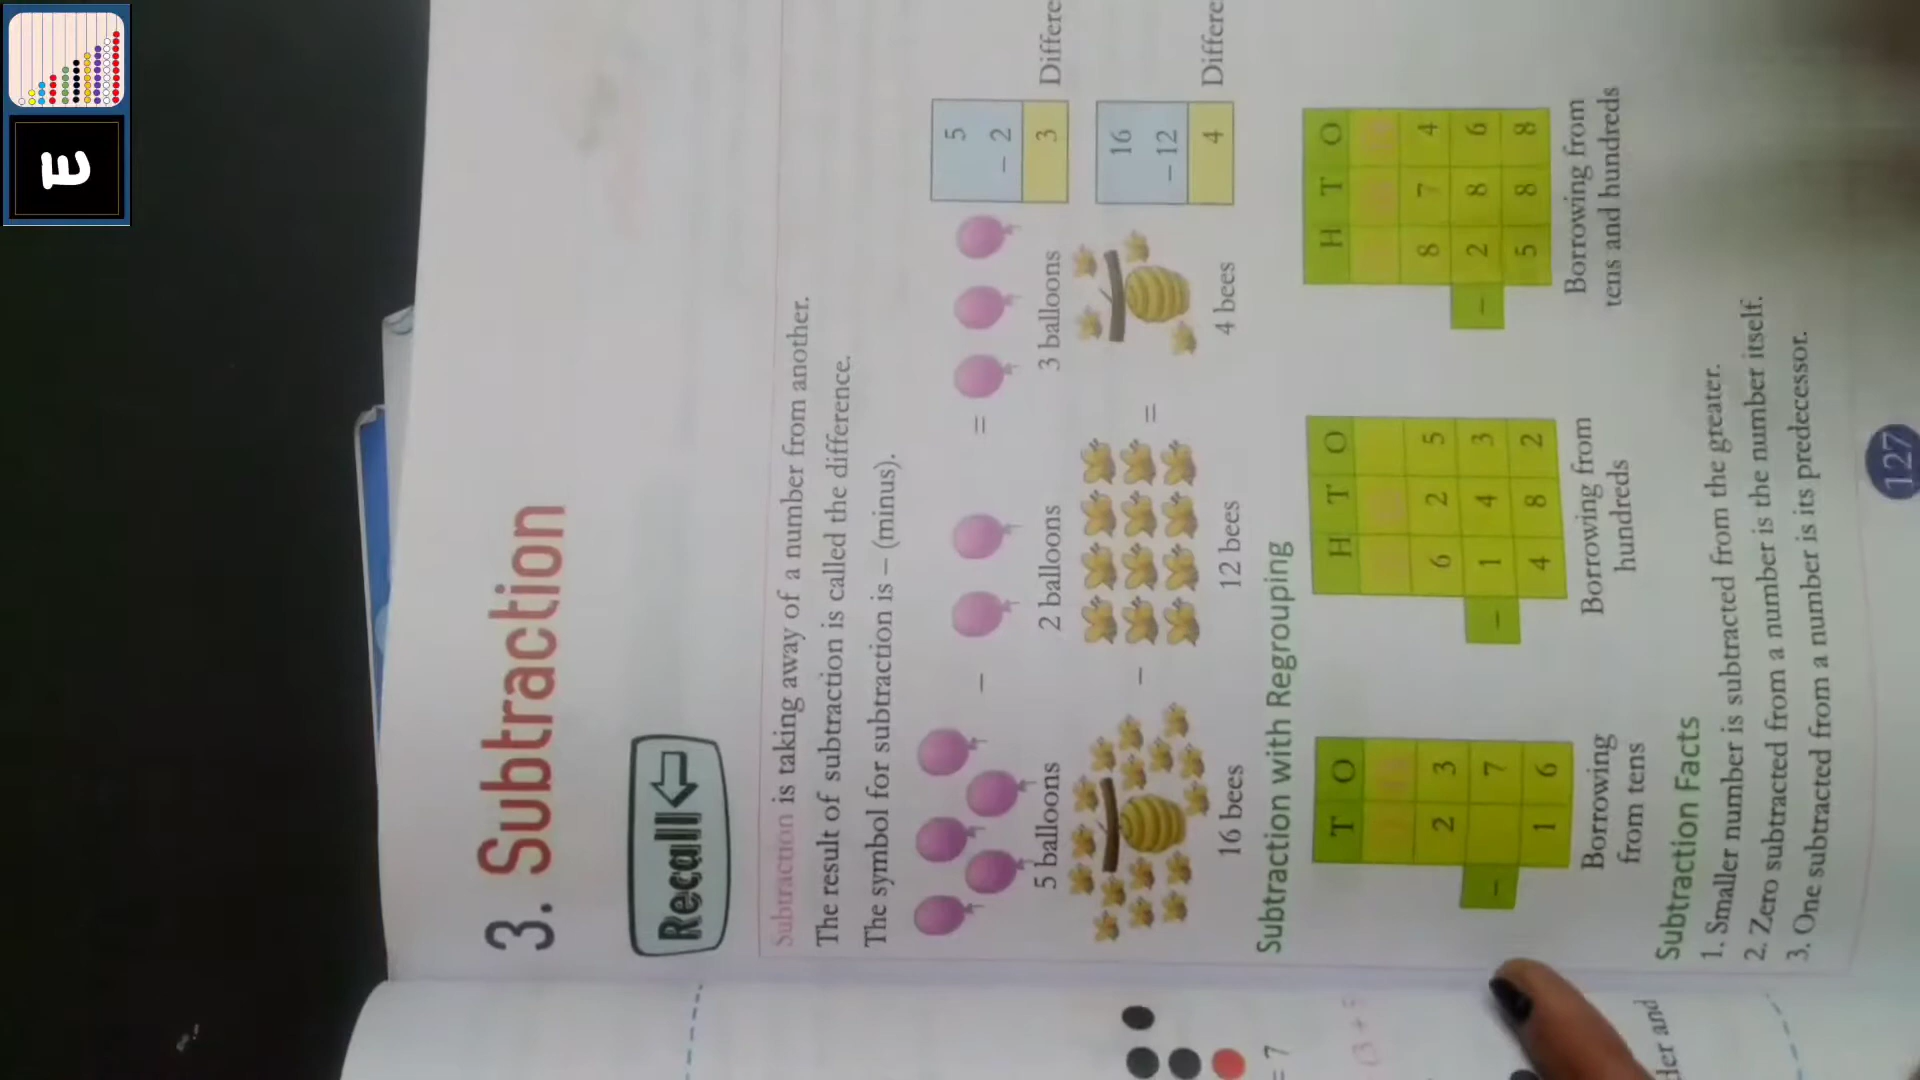 3. Subtraction
Recall
Subtraction is taking away of a number from another.
The result of subtraction is called the difference.
The symbol for subtraction is – (minus).
5 balloons – 2 balloons = 3 balloons
5
– 2
3
Differe
16 bees – 12 bees = 4 bees
16
– 12
4
Differe
Subtraction with Regrouping
T O
2 3
– 7
1 6
Borrowing
from tens
H T O
6 2 5
– 1 4 3
4 8 2
Borrowing from
hundreds
H T O
8 7 4
– 2 8 6
5 8 8
Borrowing from
tens and hundreds
Subtraction Facts
1. Smaller number is subtracted from the greater.
2. Zero subtracted from a number is the number itself.
3. One subtracted from a number is its predecessor.
127
= 7
der and